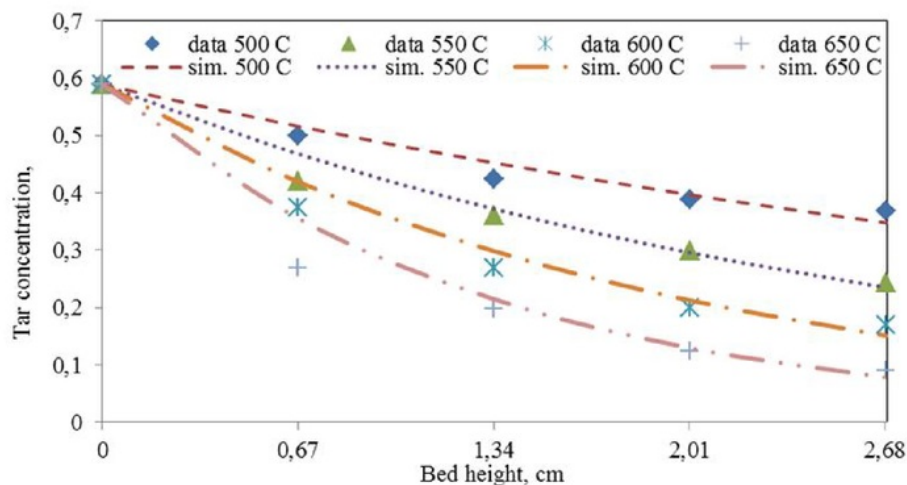 0,7
data 500 C data 550 C data 600 C data 650 C
sim. 500 C sim. 550 C sim. 600 C sim. 650 C
0,6
0,5
0,4
0,3
0,2
0,1
0
Tar concentration,
0 0,67 1,34 2,01 2,68
Bed height, cm